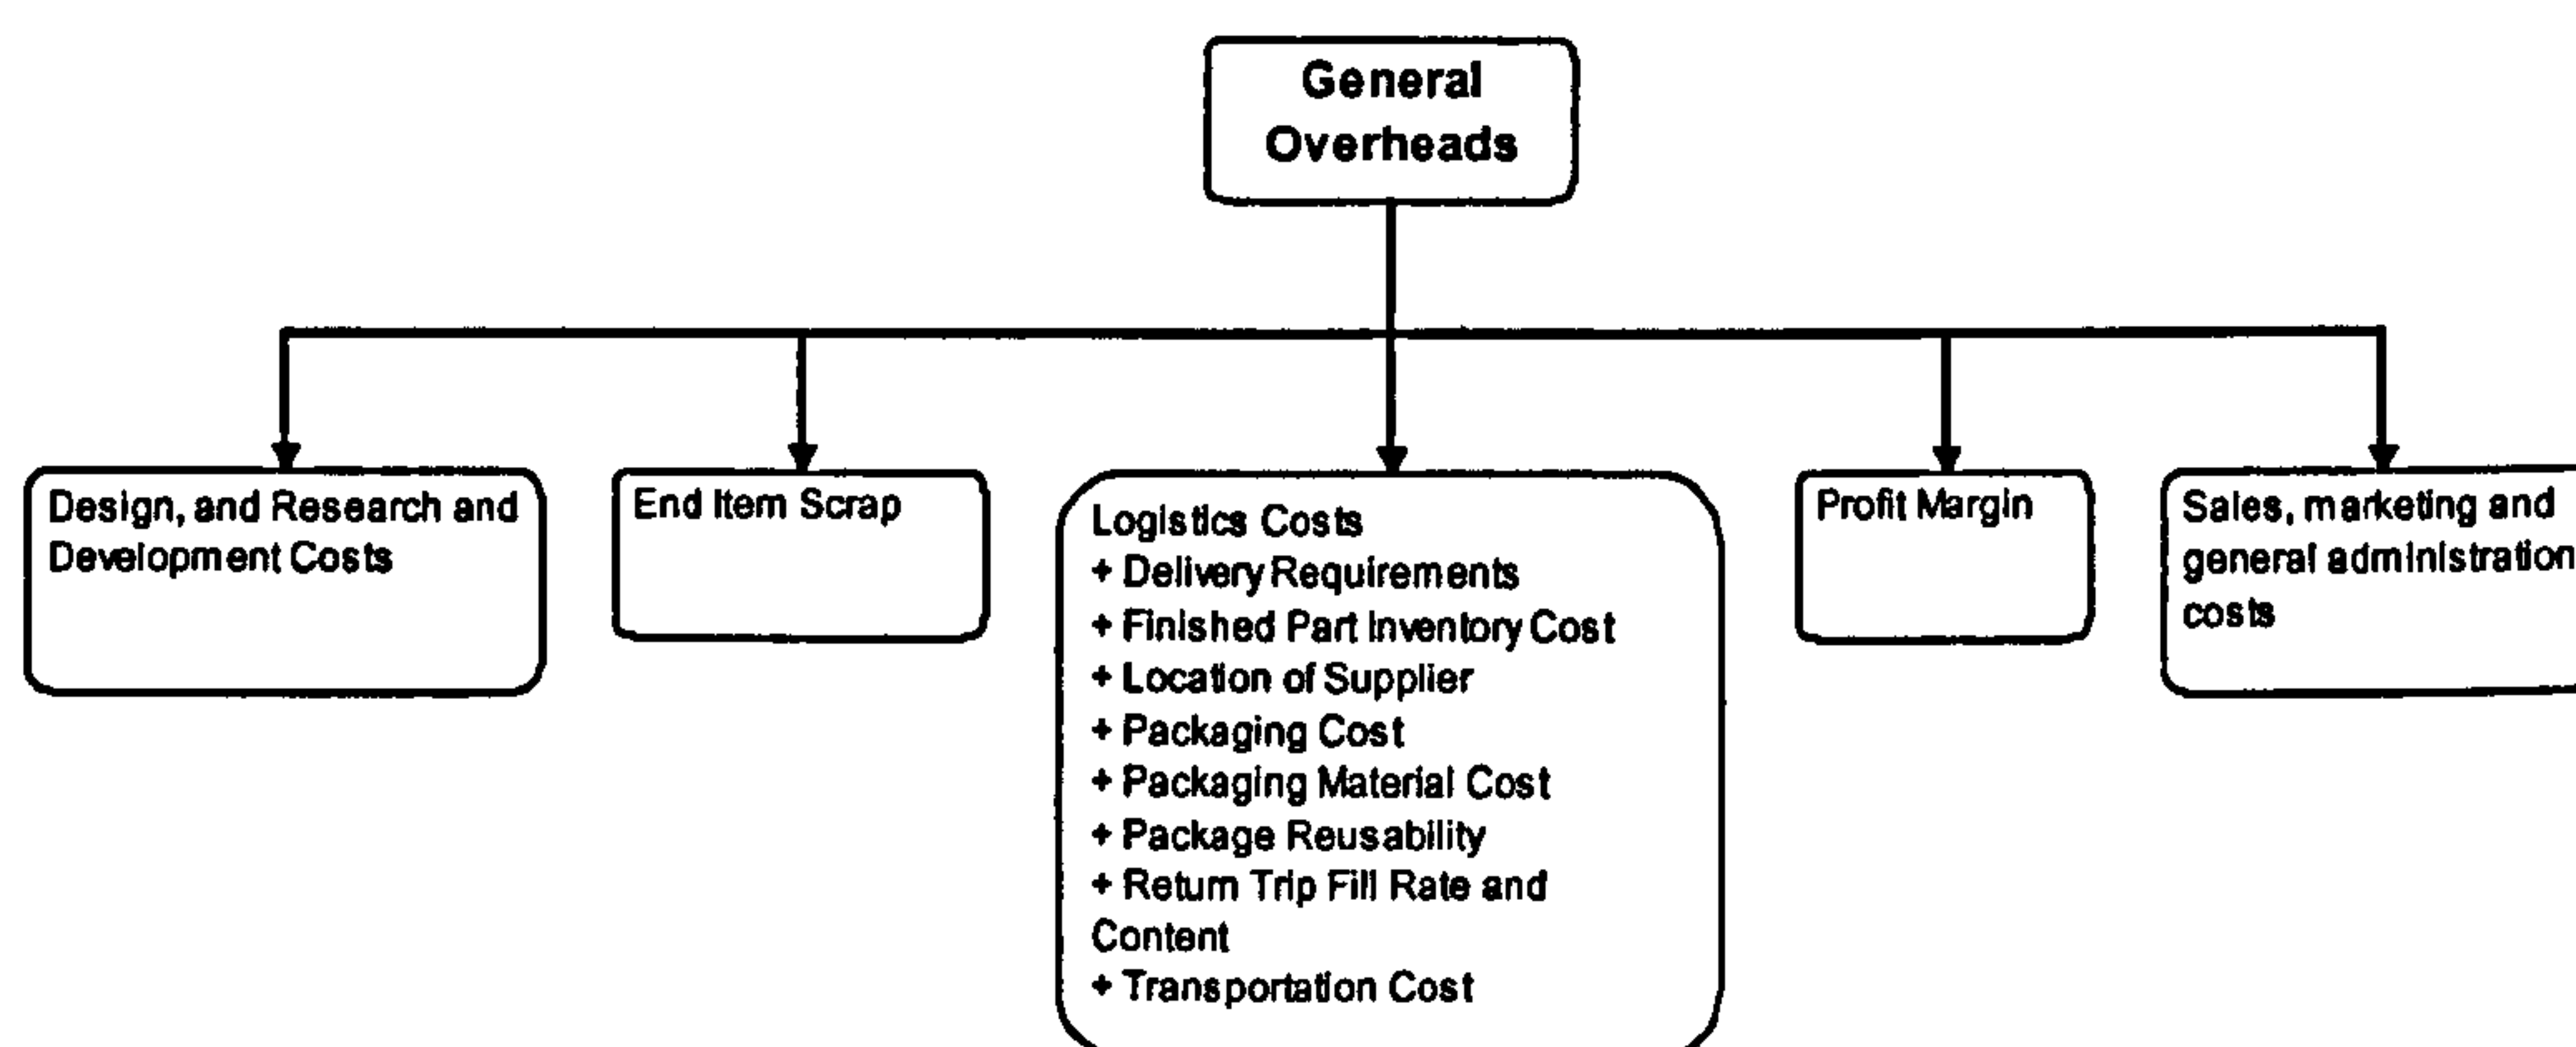 General
Overheads
Design, and Research and
Development Costs
End Item Scrap
Logistics Costs
+ Delivery Requirements
+ Finished Part Inventory Cost
+ Location of Supplier
+ Packaging Cost
+ Packaging Material Cost
+ Package Reusability
+ Return Trip Fill Rate and
Content
+ Transportation Cost
Profit Margin
Sales, marketing and
general administration
costs